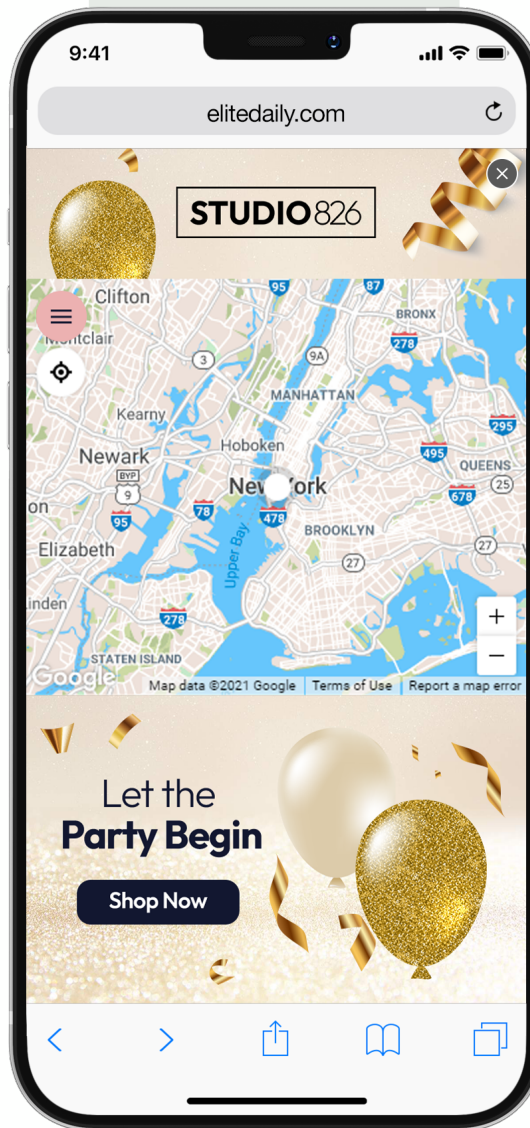 9:41
elitedaily.com
STUDIO826
Clifton
95
87
BRONX
278
3
9A
MANHATTAN
295
Kearny
Hoboken
495
Newark
QUEENS
BYP
9
New York
678
25
78
478
95
BROOKLYN
27
Elizabeth
Upper Bay
27
278
STATEN ISLAND
Google
Map data ©2021 Google
Terms of Use
Report a map error
Let the
Party Begin
Shop Now